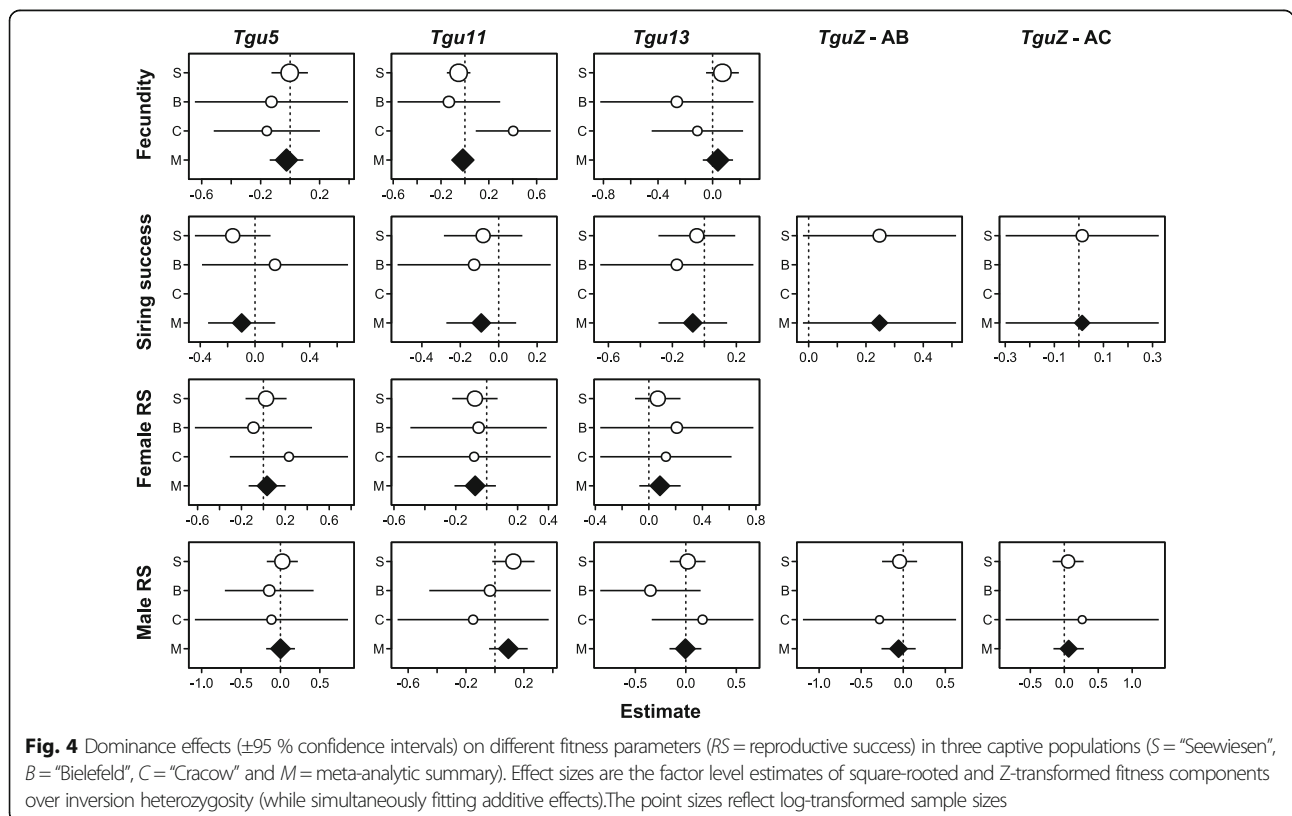 Tgu5 Tgu11 Tgu13 TguZ - AB TguZ - AC
Fecundity
S
B
C
M
S
B
C
M
S
B
C
M
-0.6 -0.2 0.2
-0.6 -0.2 0.2 0.6
-0.8 -0.4 0.0
Siring success
S
B
C
M
S
B
C
M
S
B
C
M
S
B
C
M
S
B
C
M
-0.4 0.0 0.4
-0.4 0.0 0.2
-0.6 -0.2 0.2
0.0 0.2 0.4
-0.3 0.1 0.3
Female RS
S
B
C
M
S
B
C
M
S
B
C
M
-0.6 -0.2 0.2 0.6
-0.6 -0.2 0.2 0.4
-0.4 0.0 0.4 0.8
Male RS
S
B
C
M
S
B
C
M
S
B
C
M
S
B
C
M
S
B
C
M
-1.0 -0.5 0.0 0.5
-0.6 -0.2 0.2
-0.5 0.0 0.5
-1.0 0.0 0.5
-1.0 0.0 1.0
Estimate
Fig. 4 Dominance effects (±95 % confidence intervals) on different fitness parameters (RS = reproductive success) in three captive populations (S = “Seewiesen”,
B = “Bielefeld”, C = “Cracow” and M = meta-analytic summary). Effect sizes are the factor level estimates of square-rooted and Z-transformed fitness components
over inversion heterozygosity (while simultaneously fitting additive effects).The point sizes reflect log-transformed sample sizes